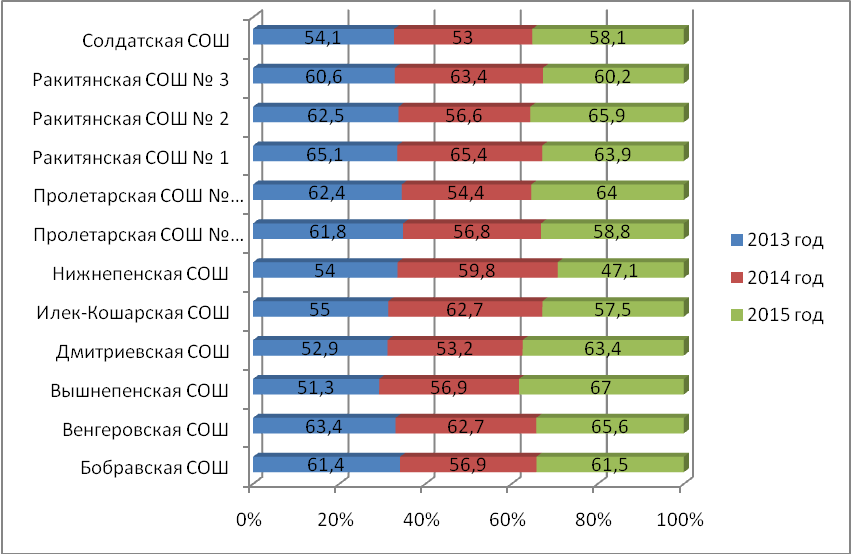 Солдатская СОШ 54,1 53 58,1
Ракитянская СОШ № 3 60,6 63,4 60,2
Ракитянская СОШ № 2 62,5 56,6 65,9
Ракитянская СОШ № 1 65,1 65,4 63,9
Пролетарская СОШ №... 62,4 54,4 64
Пролетарская СОШ №... 61,8 56,8 58,8
Нижнепенская СОШ 54 59,8 47,1
Илек-Кошарская СОШ 55 62,7 57,5
Дмитриевская СОШ 52,9 53,2 63,4
Вышнепенская СОШ 51,3 56,9 67
Венгеровская СОШ 63,4 62,7 65,6
Бобравская СОШ 61,4 56,9 61,5
0% 20% 40% 60% 80% 100%
2013 год
2014 год
2015 год